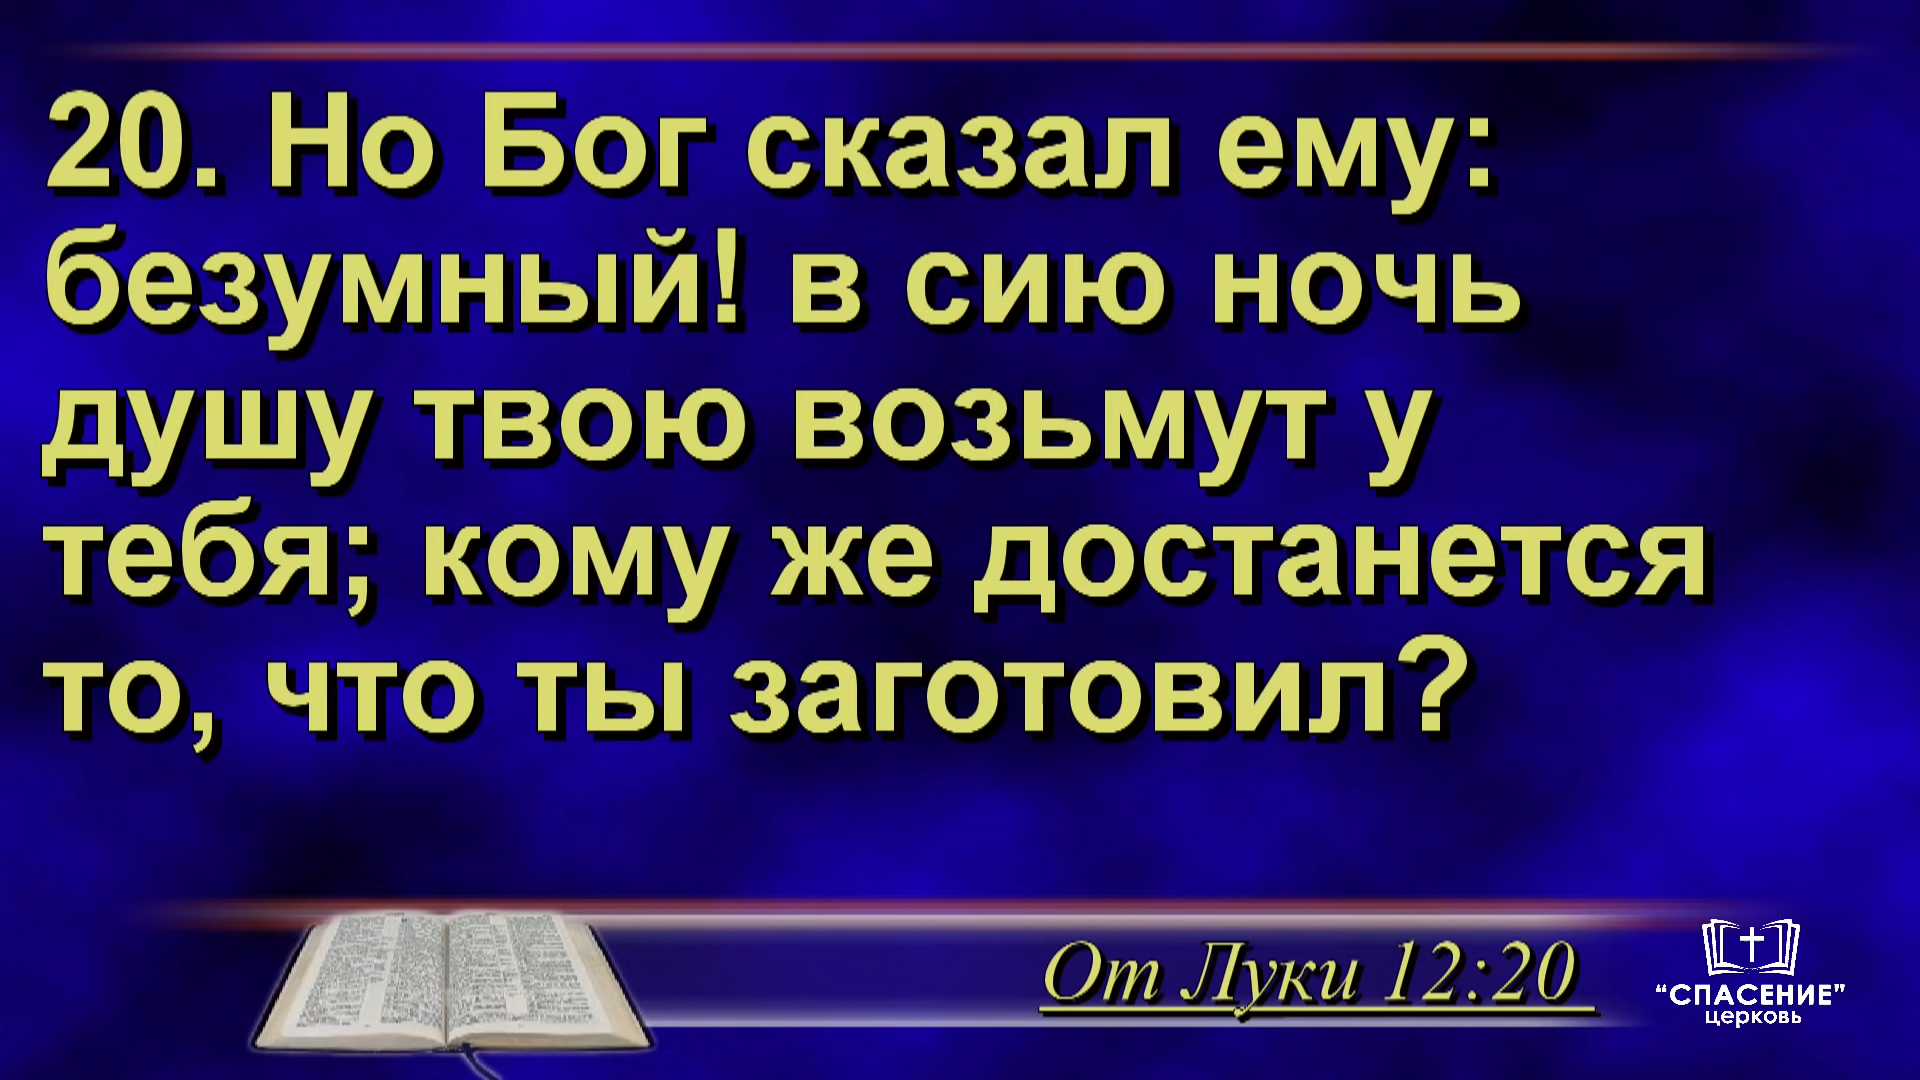 20. Но Бог сказал ему:
безумный! в сию ночь
душу твою возьмут у
тебя; кому же достанется
то, что ты заготовил?
От Луки 12:20
“СПАСЕНИЕ”
церковь